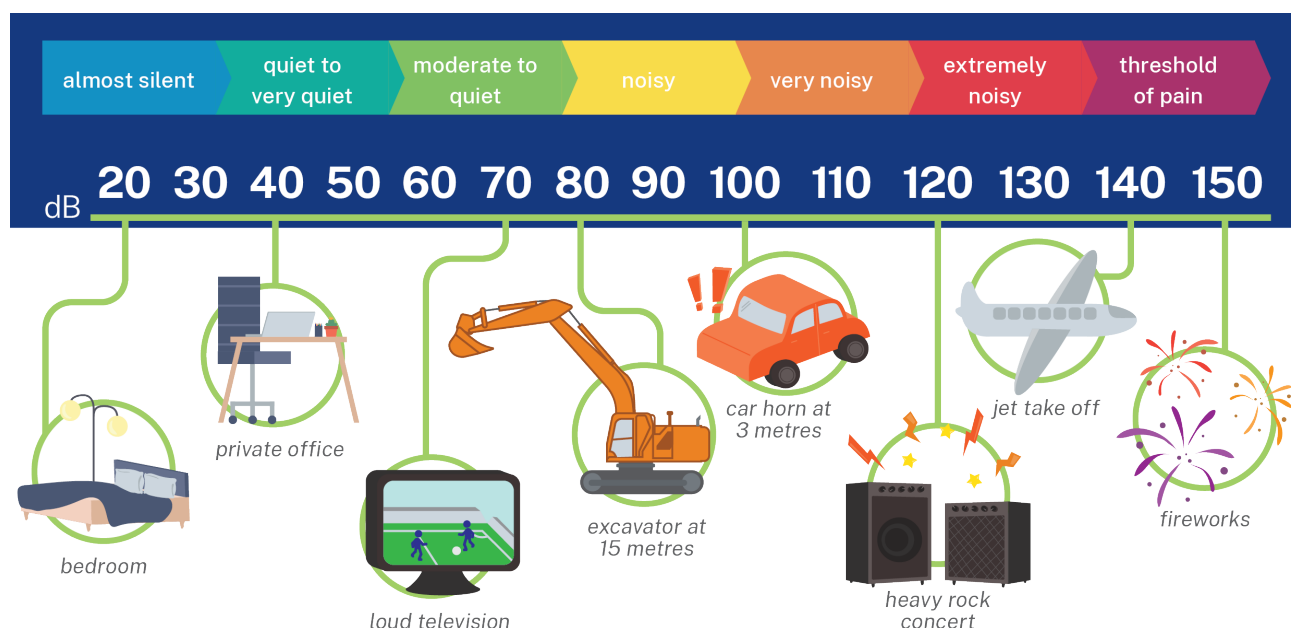 almost silent
quiet to
very quiet
moderate to
quiet
noisy
very noisy
extremely
noisy
threshold
of pain
dB 20 30 40 50 60 70 80 90 100 110 120 130 140 150
bedroom
private office
loud television
excavator at
15 metres
car horn at
3 metres
heavy rock
concert
jet take off
fireworks